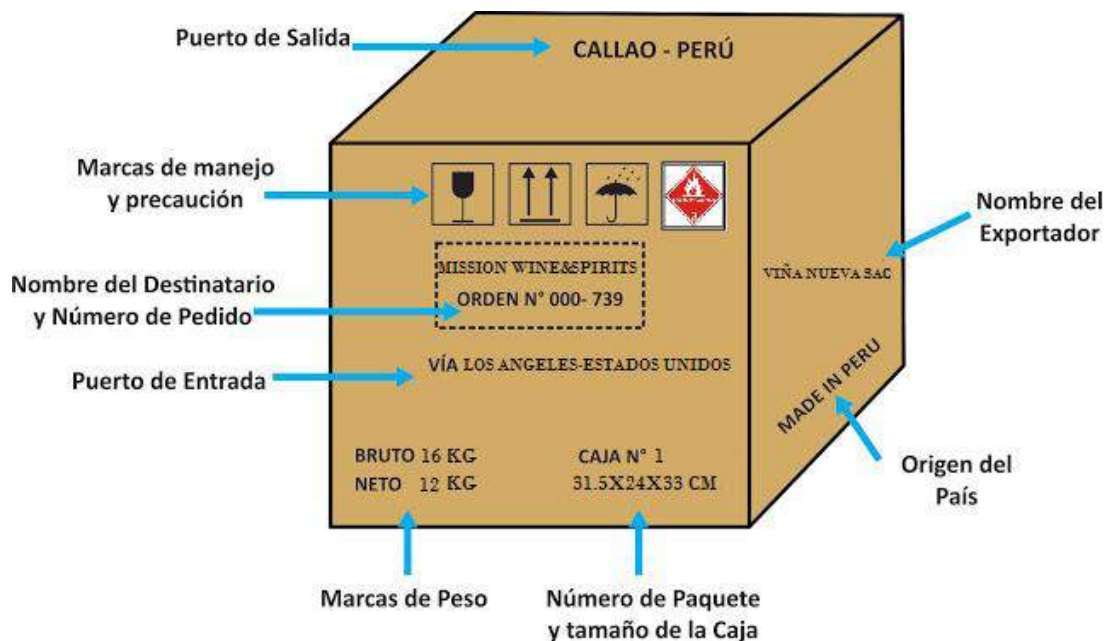 Puerto de Salida
CALLAO - PERÚ
Marcas de manejo
y precaución
3
Nombre del
Exportador
MISSION WINE&SPIRITS
ORDEN N° 000- 739
Nombre del Destinatario
y Número de Pedido
VIÑA NUEVA SAC
VÍA LOS ANGELES-ESTADOS UNIDOS
Puerto de Entrada
MADE IN PERU
BRUTO 16 KG
NETO 12 KG
CAJA N° 1
31.5X24X33 CM
Origen del
País
Marcas de Peso
Número de Paquete
y tamaño de la Caja